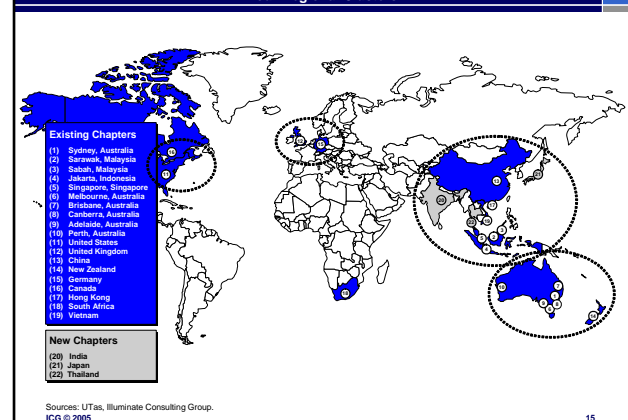 Existing Chapters
(1) Sydney, Australia
(2) Sarawak, Malaysia
(3) Sabah, Malaysia
(4) Jakarta, Indonesia
(5) Singapore, Singapore
(6) Melbourne, Australia
(7) Brisbane, Australia
(8) Canberra, Australia
(9) Adelaide, Australia
(10) Perth, Australia
(11) United States
(12) United Kingdom
(13) China
(14) New Zealand
(15) Germany
(16) Canada
(17) Hong Kong
(18) South Africa
(19) Vietnam
New Chapters
(20) India
(21) Japan
(22) Thailand
Sources: UTas, Illuminate Consulting Group.
ICG © 2005
15